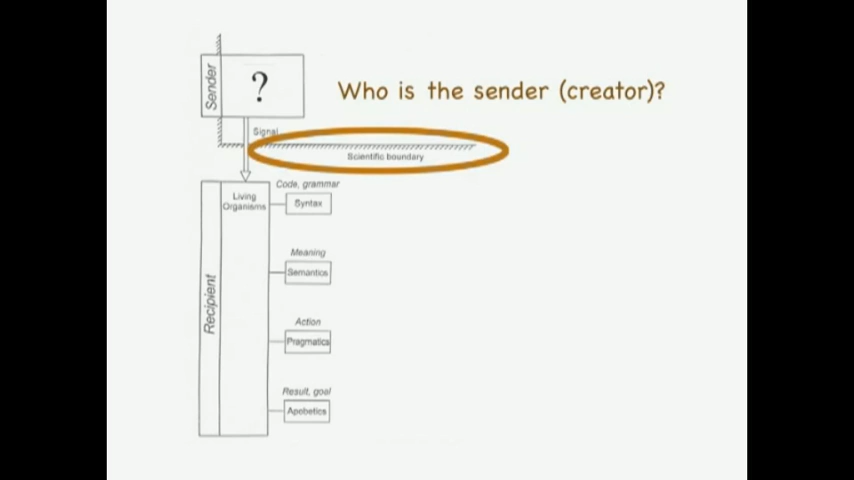 Sender
?
Who is the sender (creator)?
Signal
Scientific boundary
Recipient
Living
Organisms
Code, grammar
Syntax
Meaning
Semantics
Action
Pragmatics
Result, goal
Apobetics